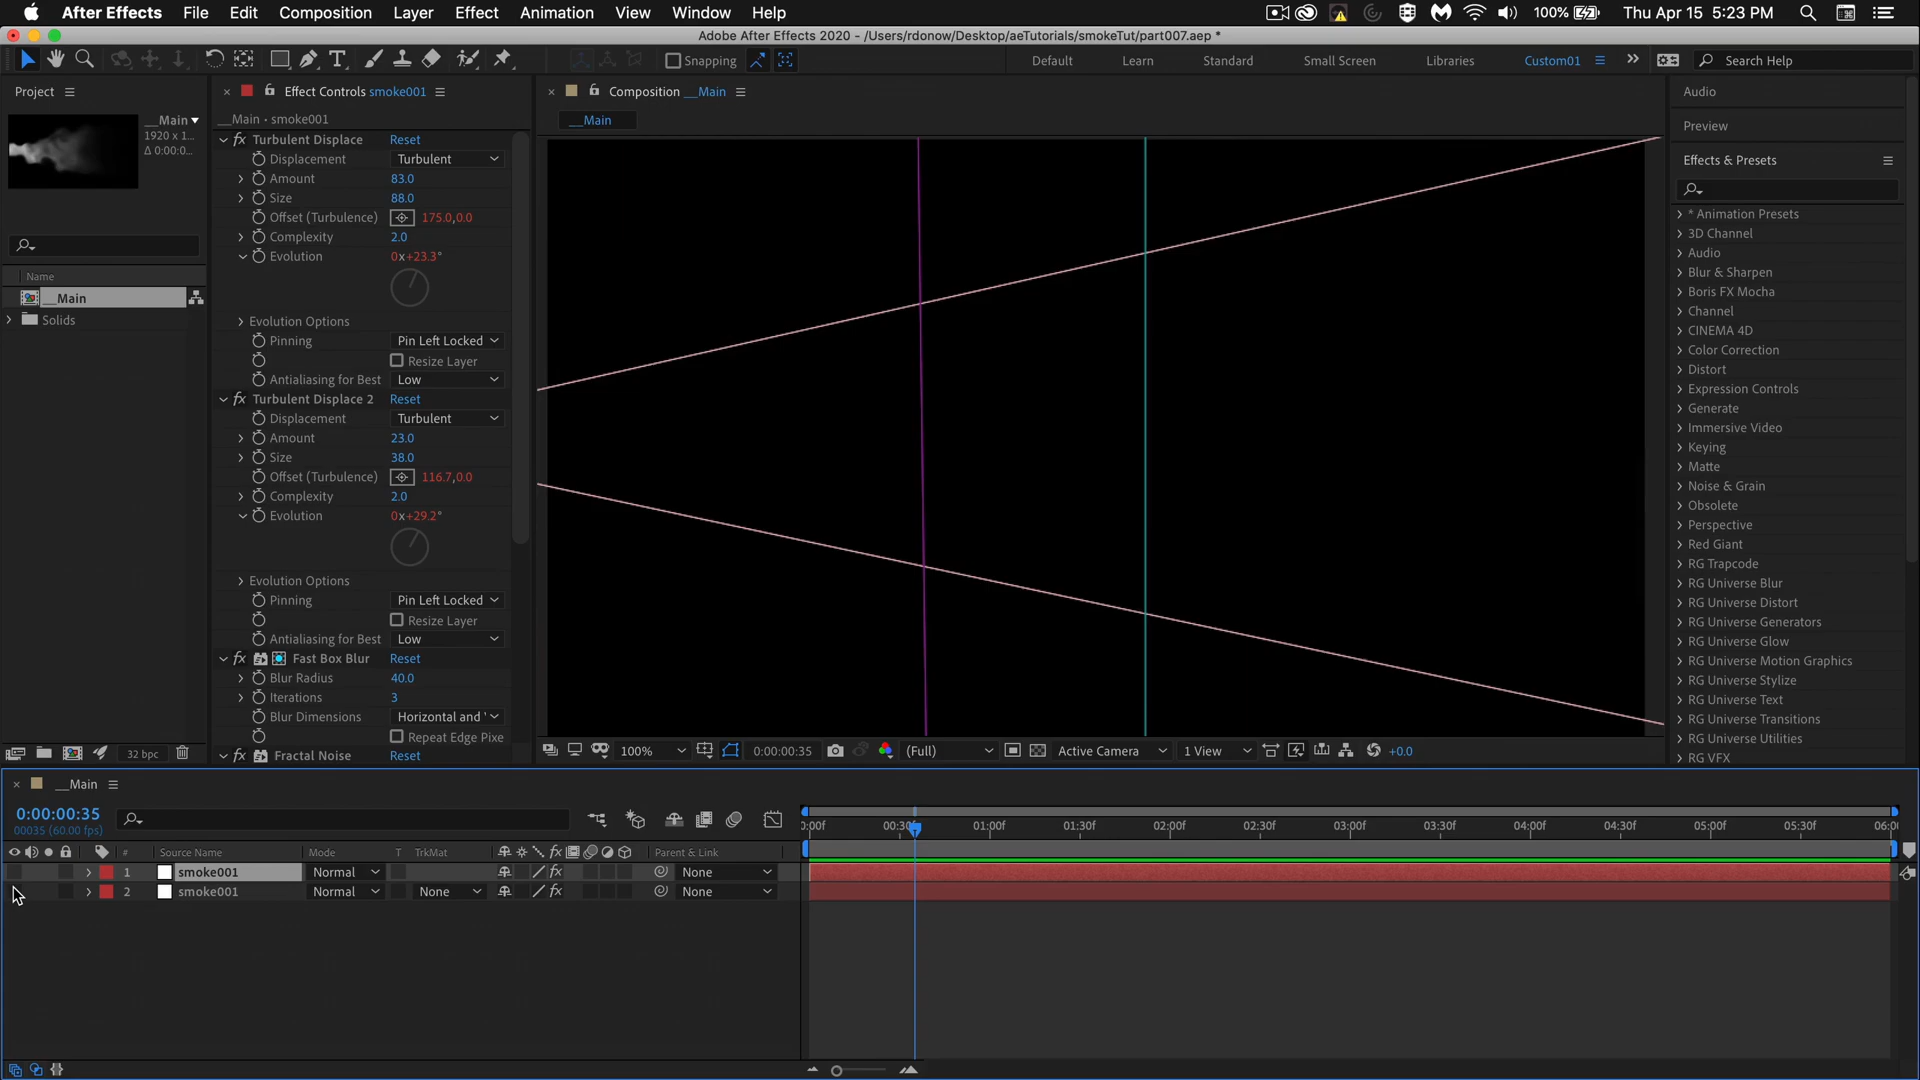 After Effects File Edit Composition Layer Effect Animation View Window Help 100% Thu Apr 15 5:23 PM
Adobe After Effects 2020 - /Users/rdonow/Desktop/aeTutorials/smokeTut/part007.aep *
Snapping Default Learn Standard Small Screen Libraries Custom01 Search Help
Project
__Main
1920 x 1...
Δ 0:00:0...
Name
__Main
Solids
32 bpc
Effect Controls smoke001
__Main • smoke001
fx Turbulent Displace Reset
Displacement Turbulent
Amount 83.0
Size 88.0
Offset (Turbulence) 175.0,0.0
Complexity 2.0
Evolution 0x+23.3°
Evolution Options
Pinning Pin Left Locked
Resize Layer
Antialiasing for Best Low
fx Turbulent Displace 2 Reset
Displacement Turbulent
Amount 23.0
Size 38.0
Offset (Turbulence) 116.7,0.0
Complexity 2.0
Evolution 0x+29.2°
Evolution Options
Pinning Pin Left Locked
Resize Layer
Antialiasing for Best Low
fx Fast Box Blur Reset
Blur Radius 40.0
Iterations 3
Blur Dimensions Horizontal and '
Repeat Edge Pixe
fx Fractal Noise Reset
Composition __Main
__Main
100% 0:00:00:35 (Full) Active Camera 1 View +0.0
Audio
Preview
Effects & Presets
* Animation Presets
3D Channel
Audio
Blur & Sharpen
Boris FX Mocha
Channel
CINEMA 4D
Color Correction
Distort
Expression Controls
Generate
Immersive Video
Keying
Matte
Noise & Grain
Obsolete
Perspective
Red Giant
RG Trapcode
RG Universe Blur
RG Universe Distort
RG Universe Generators
RG Universe Glow
RG Universe Motion Graphics
RG Universe Stylize
RG Universe Text
RG Universe Transitions
RG Universe Utilities
RG VFX
__Main
0:00:00:35
00035 (60.00 fps)
:00f 00:30f 01:00f 01:30f 02:00f 02:30f 03:00f 03:30f 04:00f 04:30f 05:00f 05:30f 06:00
# Source Name Mode T TrkMat fx Parent & Link
1 smoke001 Normal fx None
2 smoke001 Normal None fx None